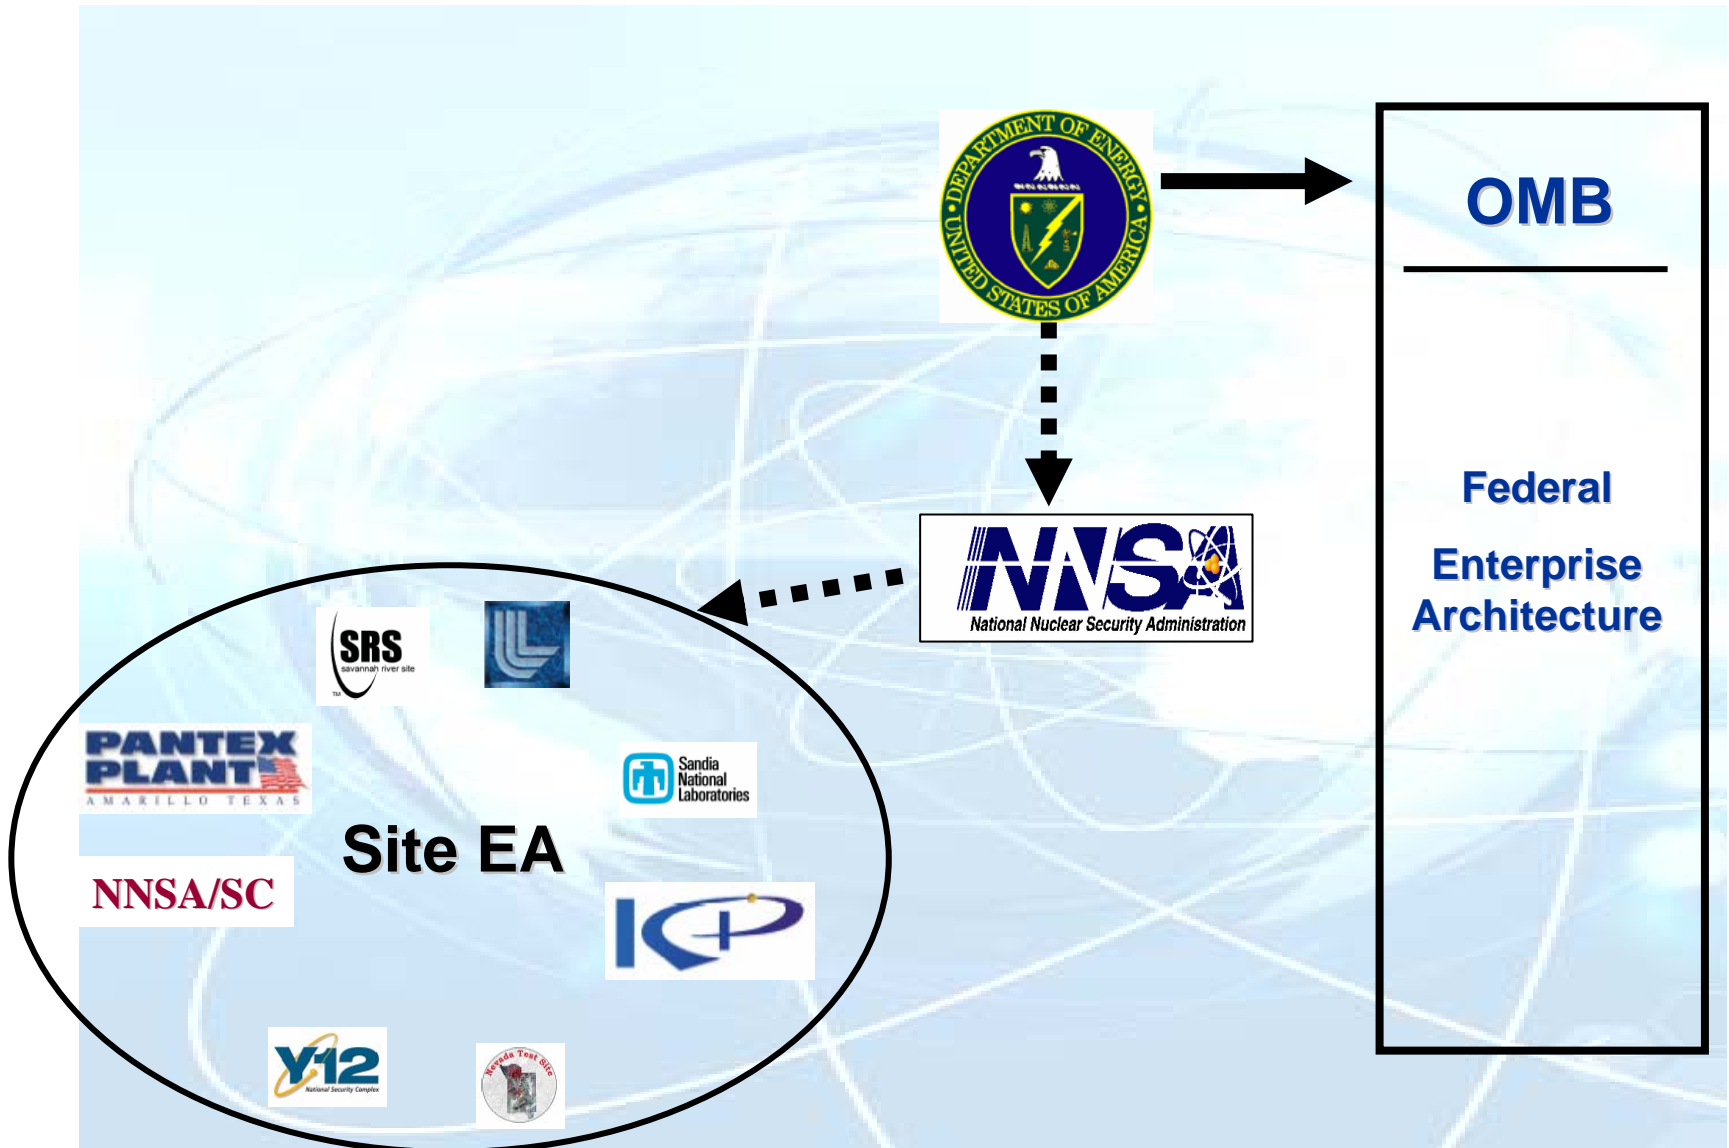 DEPARTMENT OF ENERGY
UNITED STATES OF AMERICA
OMB
NNSA
National Nuclear Security Administration
Federal
Enterprise
Architecture
SRS
savannah river site
TM
PANTEX
PLANT
AMARILLO TEXAS
Sandia
National
Laboratories
Site EA
NNSA/SC
KCP
Y12
National Security Complex
Nevada Test Site